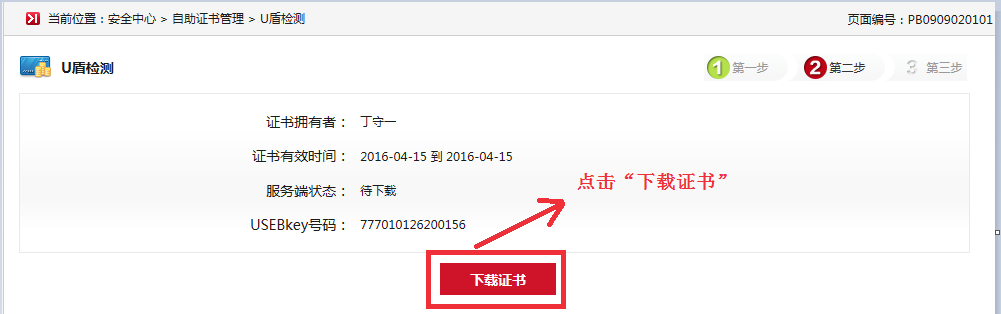 当前位置：安全中心 > 自助证书管理 > U盾检测 页面编号：PB0909020101
U盾检测 1 第一步 2 第二步 3 第三步
证书拥有者： 丁守一
证书有效时间： 2016-04-15 到 2016-04-15
服务端状态： 待下载
点击“下载证书”
USEBkey号码： 777010126200156
下载证书